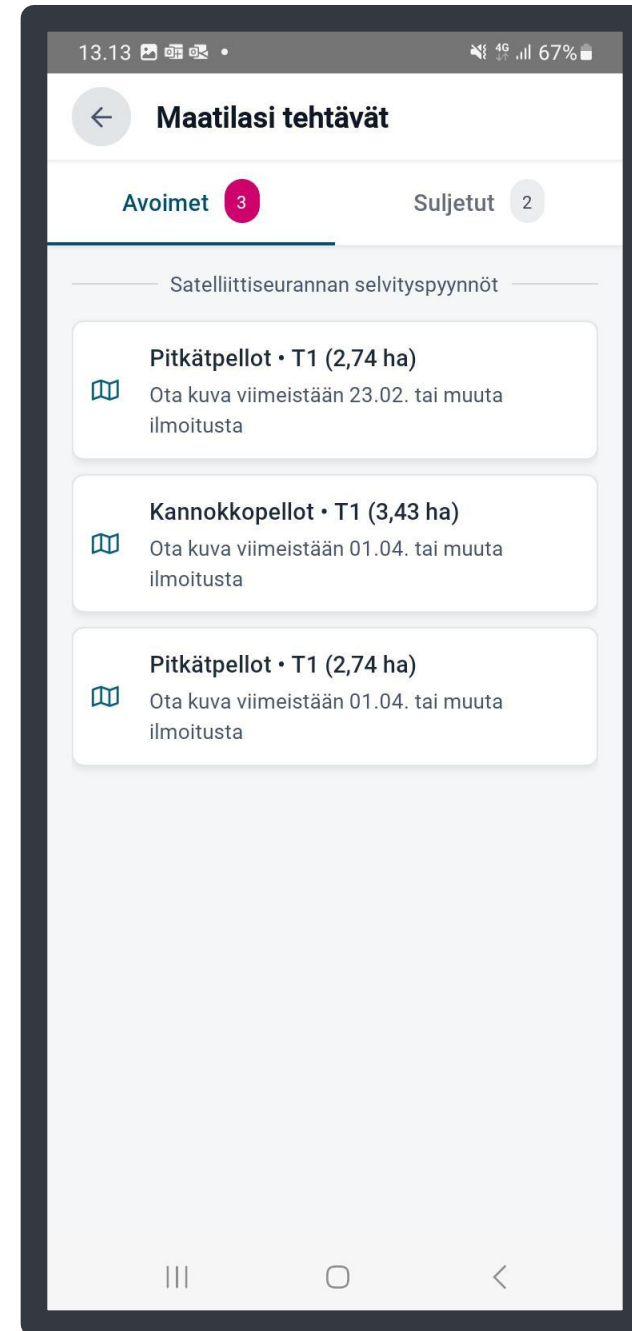 13.13 4G 67%
Maatilasi tehtävät
Avoimet 3 Suljetut 2
Satelliittiseurannan selvityspyynnöt
Pitkätpellot • T1 (2,74 ha)
Ota kuva viimeistään 23.02. tai muuta
ilmoitusta
Kannokkopellot • T1 (3,43 ha)
Ota kuva viimeistään 01.04. tai muuta
ilmoitusta
Pitkätpellot • T1 (2,74 ha)
Ota kuva viimeistään 01.04. tai muuta
ilmoitusta